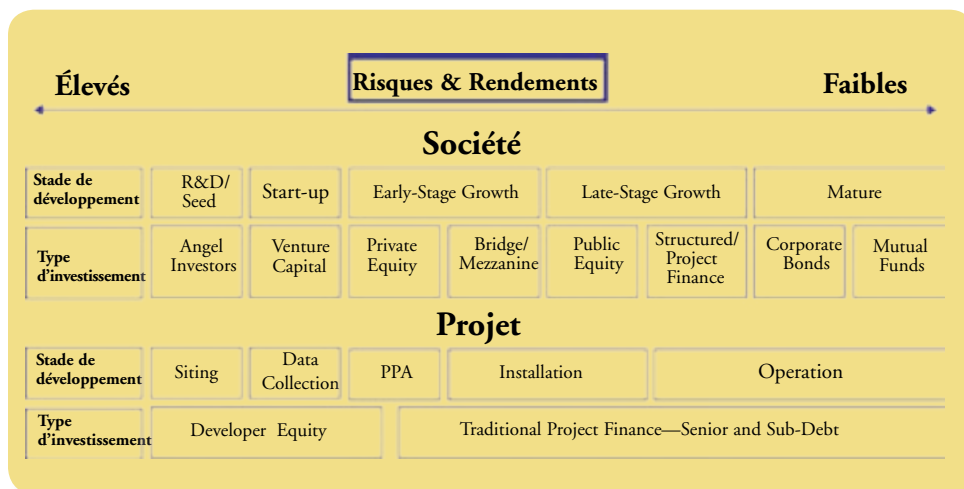 Élevés
Risques & Rendements
Faibles
Société
Stade de
développement
R&D/
Seed
Start-up
Early-Stage Growth
Late-Stage Growth
Mature
Type
d'investissement
Angel
Investors
Venture
Capital
Private
Equity
Bridge/
Mezzanine
Public
Equity
Structured/
Project
Finance
Corporate
Bonds
Mutual
Funds
Projet
Stade de
développement
Siting
Data
Collection
PPA
Installation
Operation
Type
d'investissement
Developer Equity
Traditional Project Finance—Senior and Sub-Debt